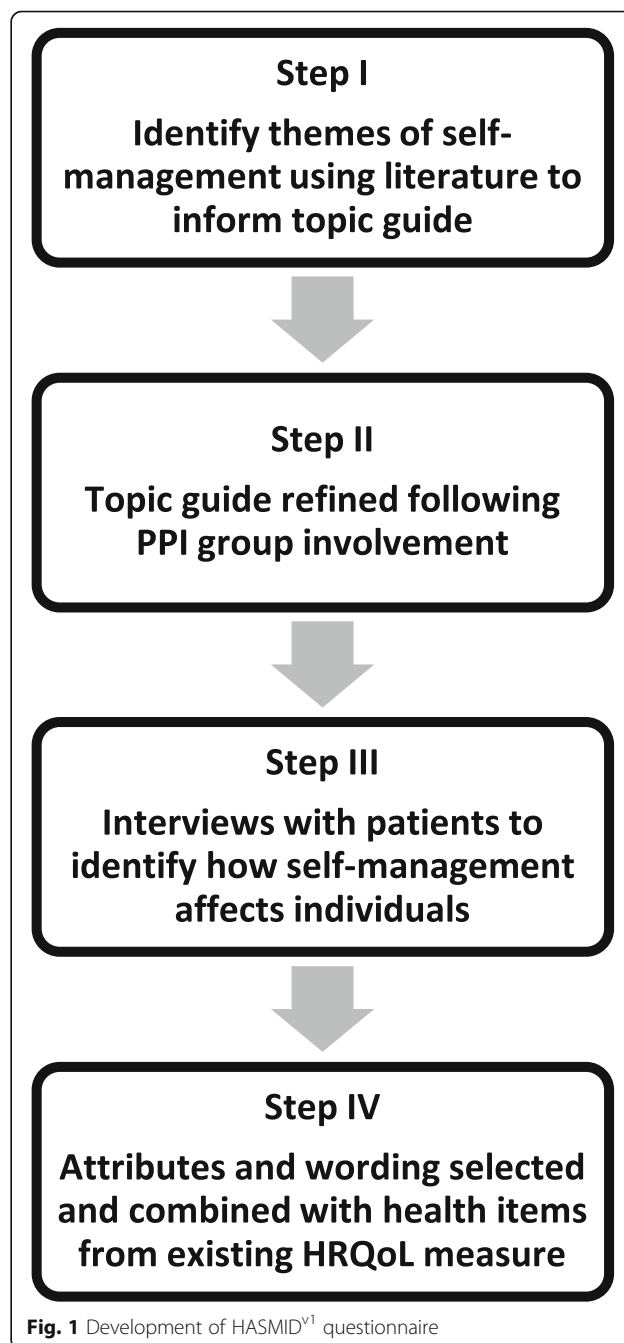 Step I
Identify themes of self-
management using literature to
inform topic guide
Step II
Topic guide refined following
PPI group involvement
Step III
Interviews with patients to
identify how self-management
affects individuals
Step IV
Attributes and wording selected
and combined with health items
from existing HRQoL measure
Fig. 1 Development of HASMIDv1 questionnaire